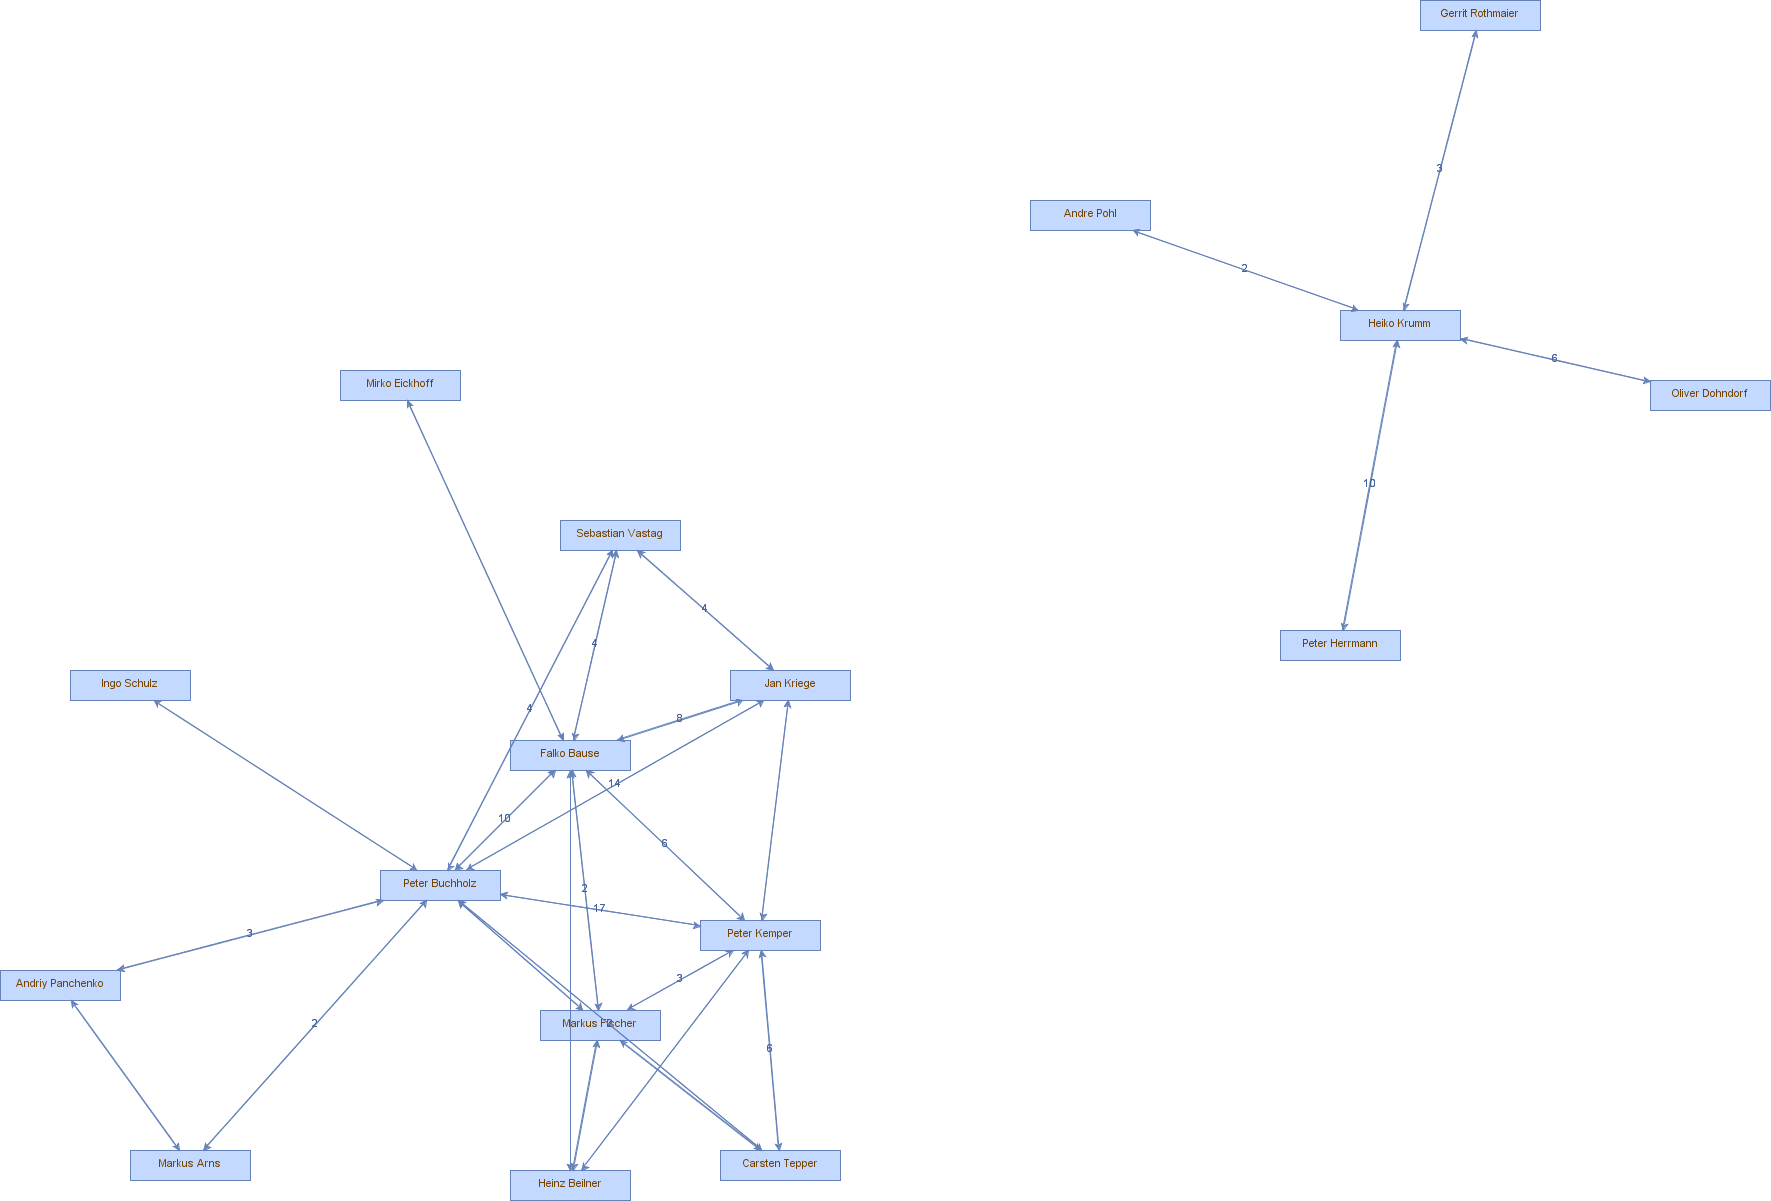 Gerrit Rothmaier
3
Andre Pohl
2
Heiko Krumm
6
Mirko Eickhoff
Oliver Dohndorf
10
Sebastian Vastag
4
4
Peter Herrmann
Ingo Schulz
Jan Kriege
4
8
Falko Bause
14
10
6
Peter Buchholz
2
17
3
Peter Kemper
Andriy Panchenko
3
2
Markus Fischer
6
Markus Arns
Carsten Tepper
Heinz Beilner